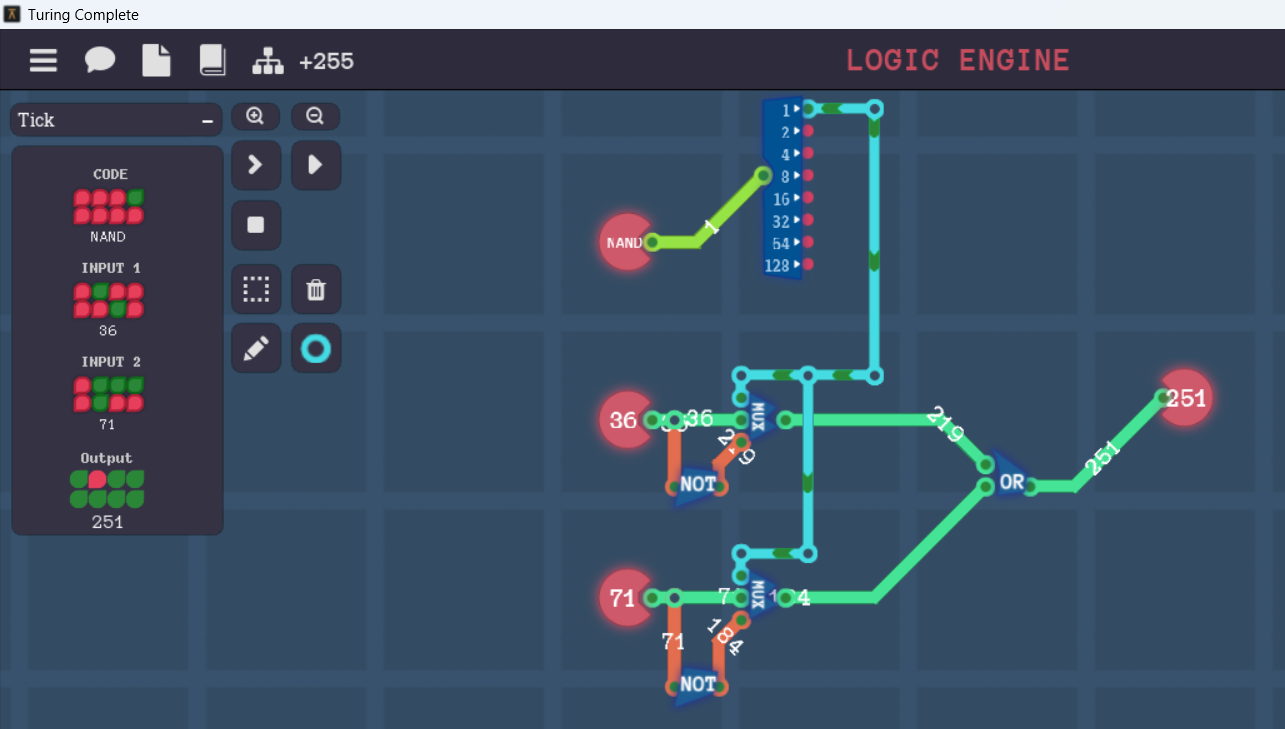 Turing Complete
+255
LOGIC ENGINE
Tick
CODE
NAND
INPUT 1
36
INPUT 2
71
Output
251
1
2
4
8
16
32
64
128
NAND
1
36
36
MUX
219
NOT
219
OR
251
251
71
71
MUX
184
NOT